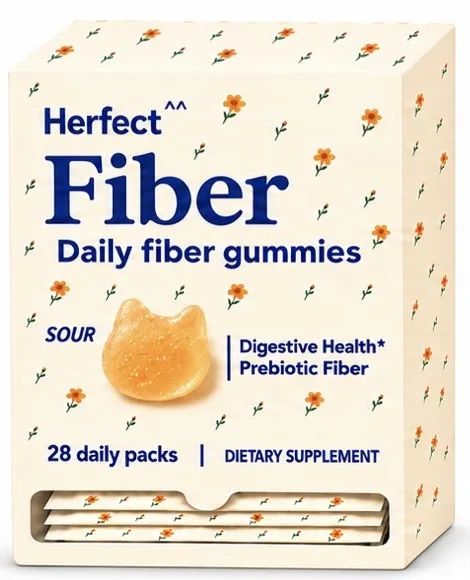 Herfect^^
Fiber
Daily fiber gummies
SOUR
Digestive Health*
Prebiotic Fiber
28 daily packs | DIETARY SUPPLEMENT